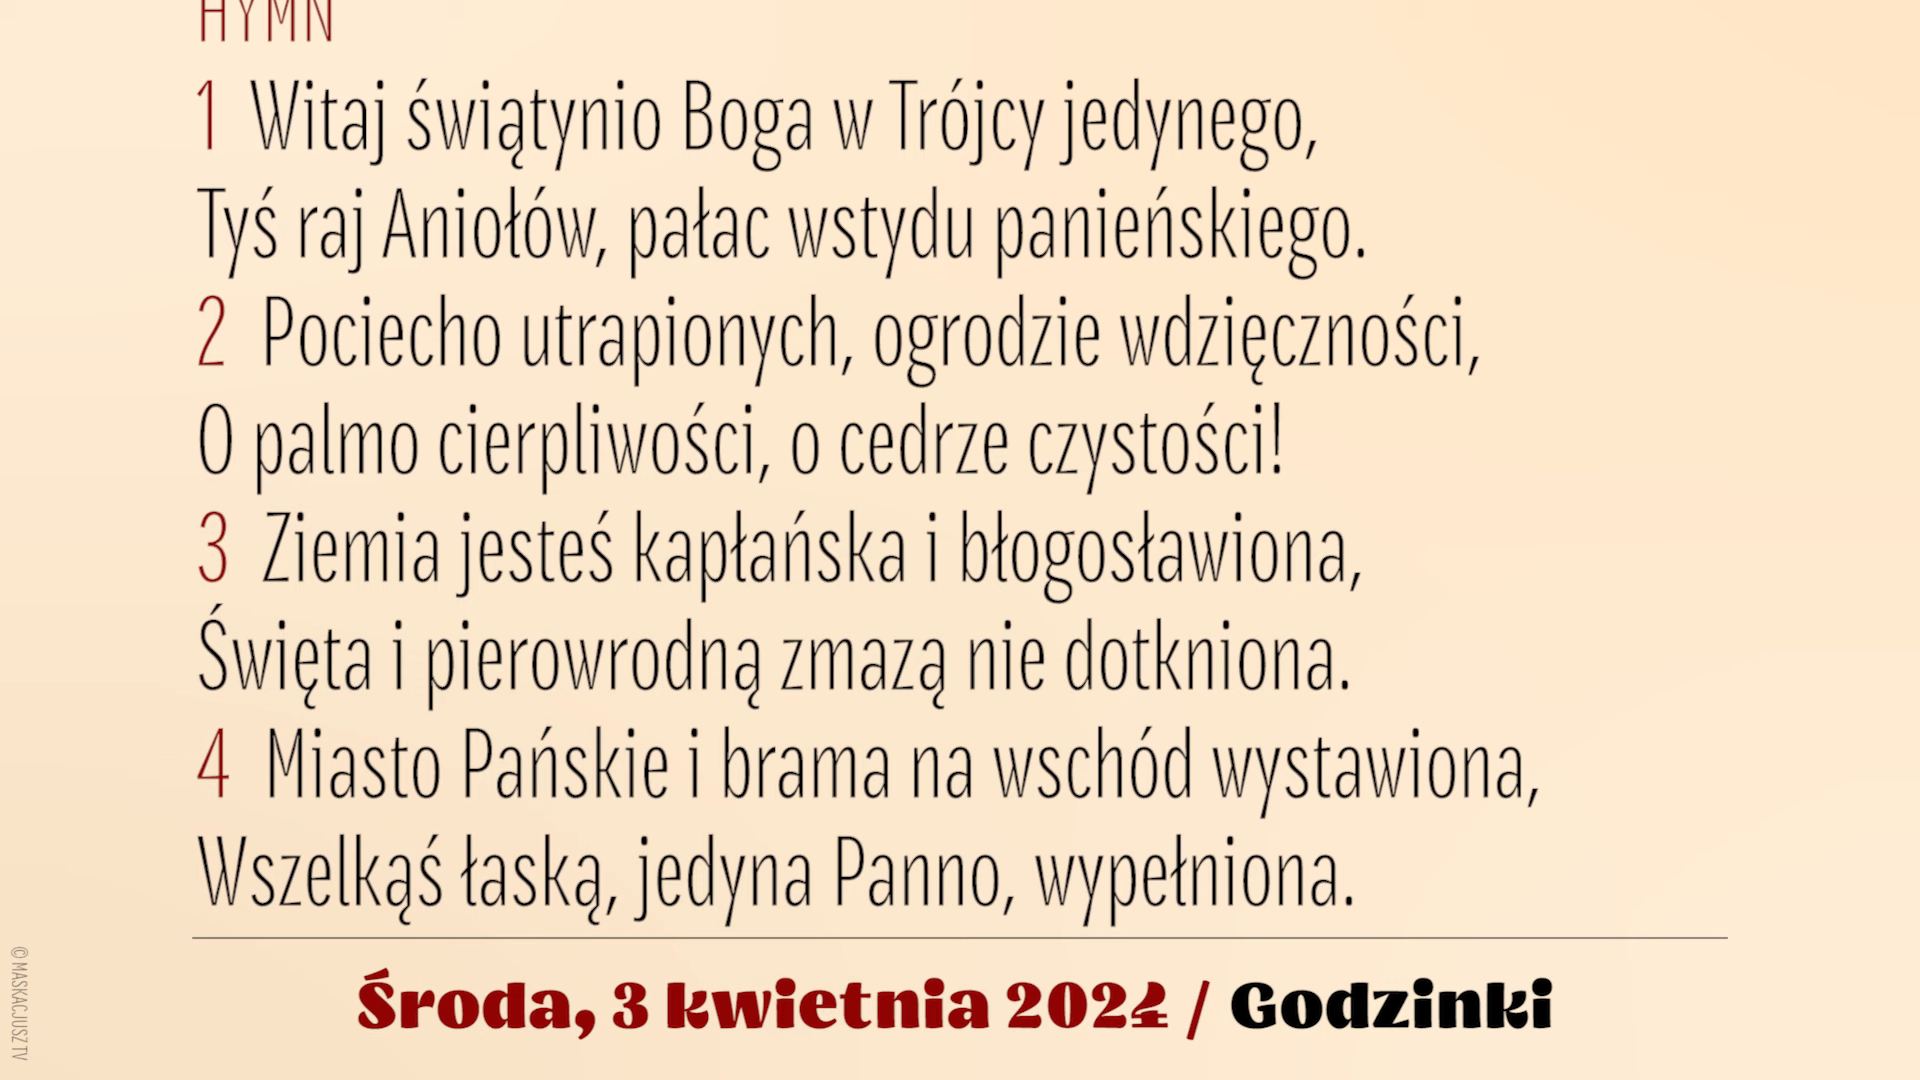 HYMN
1 Witaj świątynio Boga w Trójcy jedynego,
Tyś raj Aniołów, pałac wstydu panieńskiego.
2 Pociecho utrapionych, ogrodzie wdzięczności,
O palmo cierpliwości, o cedrze czystości!
3 Ziemia jesteś kapłańska i błogosławiona,
Święta i pierowrodną zmazą nie dotkniona.
4 Miasto Pańskie i brama na wschód wystawiona,
Wszelkąś łaską, jedyna Panno, wypełniona.
Środa, 3 kwietnia 2024 / Godzinki
© MASKACJUSZ TV